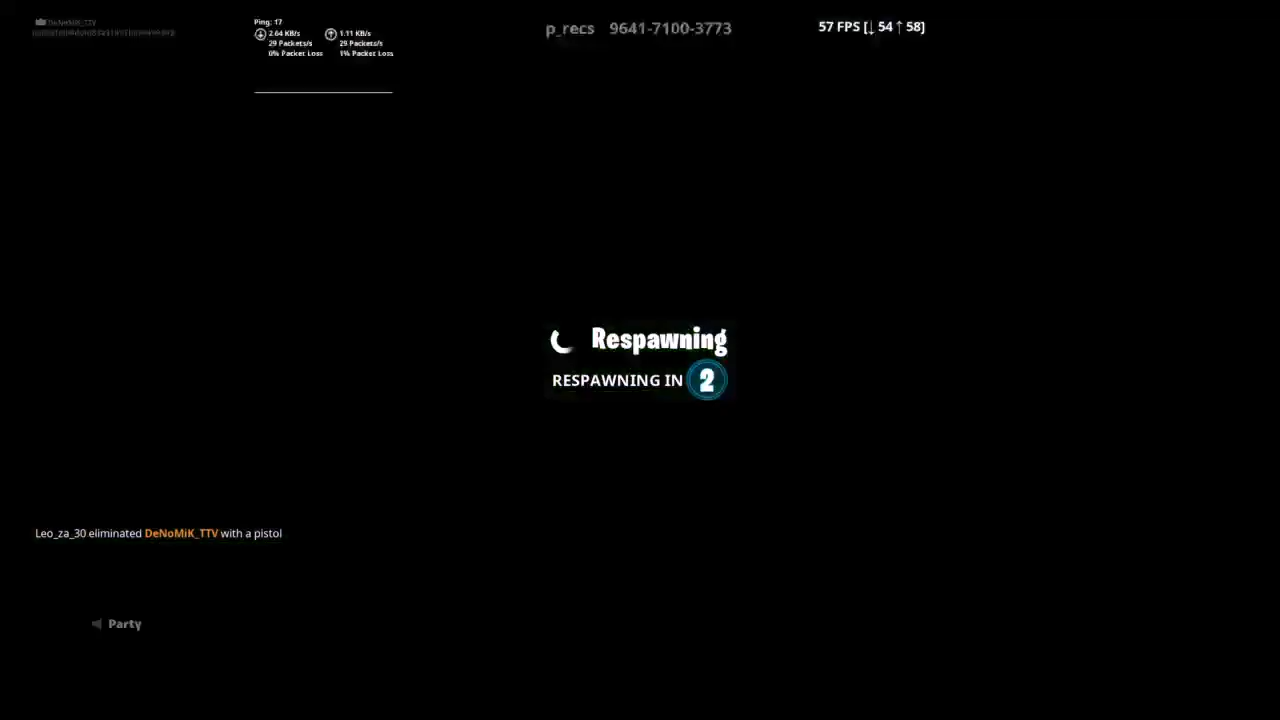 DeNoMiK_TTV
Ping: 17
2.64 KB/s 1.11 KB/s
29 Packets/s 29 Packets/s
0% Packet Loss 1% Packet Loss
p_recs 9641-7100-3773
57 FPS [↓ 54 ↑ 58]
Respawning
RESPAWNING IN 2
Leo_za_30 eliminated DeNoMiK_TTV with a pistol
Party